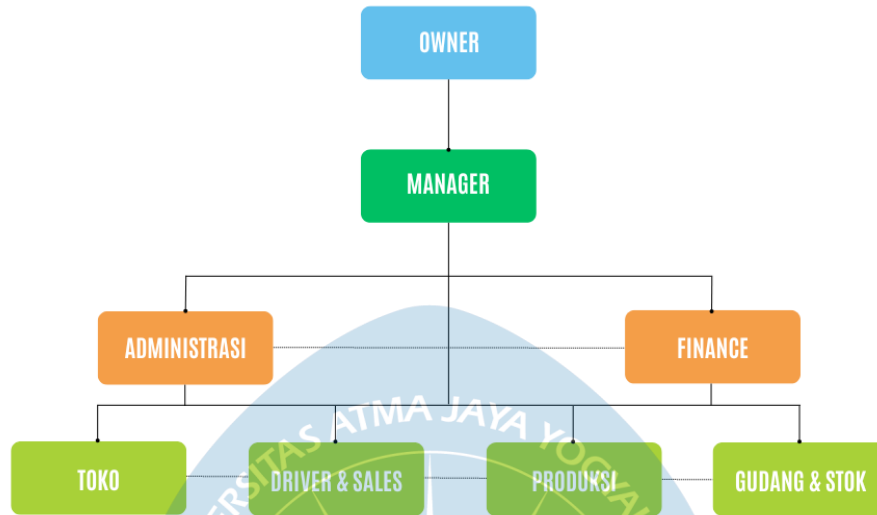 OWNER
MANAGER
ADMINISTRASI
FINANCE
TOKO
DRIVER & SALES
PRODUKSI
GUDANG & STOK
ATMA JAYA